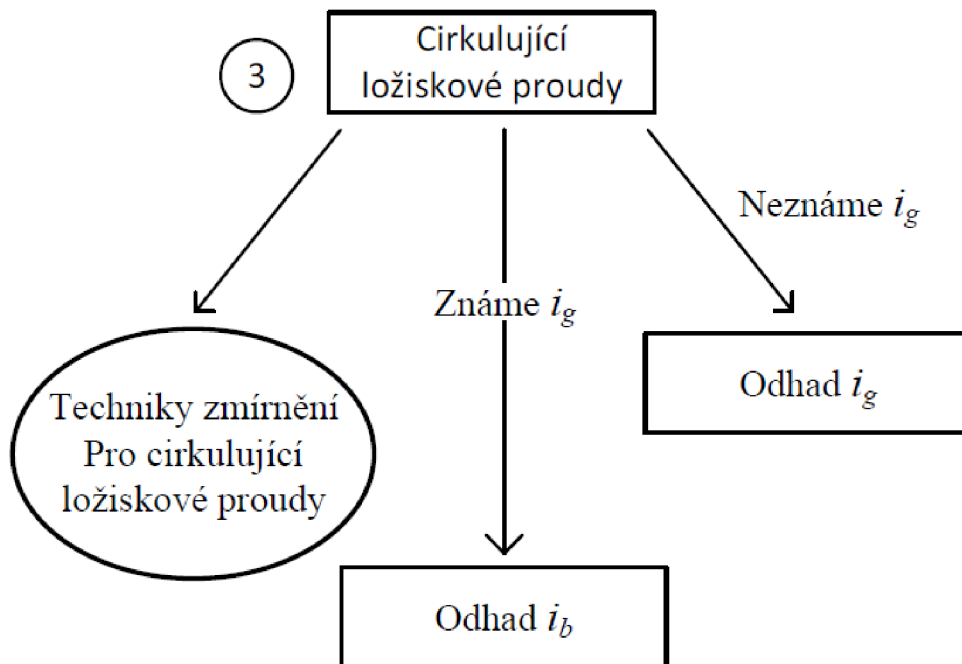 3
Cirkulující
ložiskové proudy
Neznáme i_g
Známe i_g
Odhad i_g
Techniky zmírnění
Pro cirkulující
ložiskové proudy
Odhad i_b